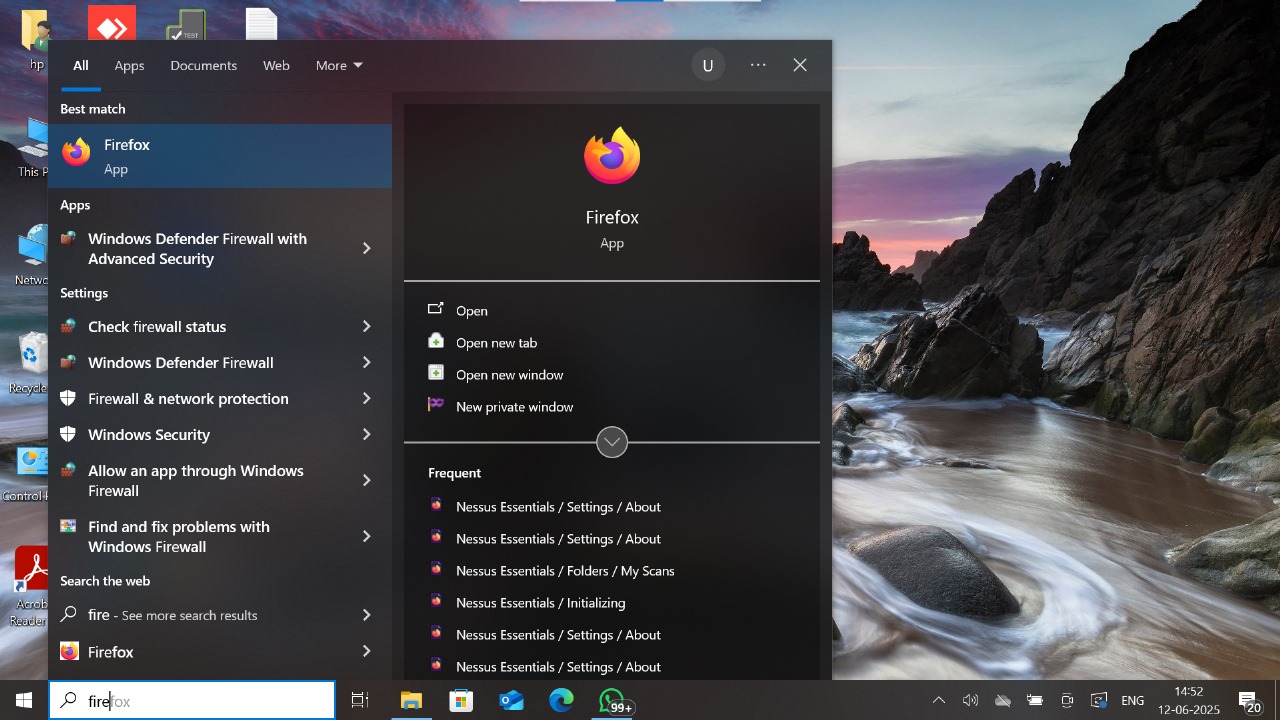 hp
TEST
All
Apps
Documents
Web
More
U
Best match
Firefox
App
Apps
Windows Defender Firewall with
Advanced Security
Settings
Check firewall status
Windows Defender Firewall
Firewall & network protection
Windows Security
Allow an app through Windows
Firewall
Find and fix problems with
Windows Firewall
Search the web
fire - See more search results
Firefox
Firefox
App
Open
Open new tab
Open new window
New private window
Frequent
Nessus Essentials / Settings / About
Nessus Essentials / Settings / About
Nessus Essentials / Folders / My Scans
Nessus Essentials / Initializing
Nessus Essentials / Settings / About
Nessus Essentials / Settings / About
This P
Netwo
Recycle
Control P
Acrob
Reader
firefox
99+
ENG
14:52
12-06-2025
20